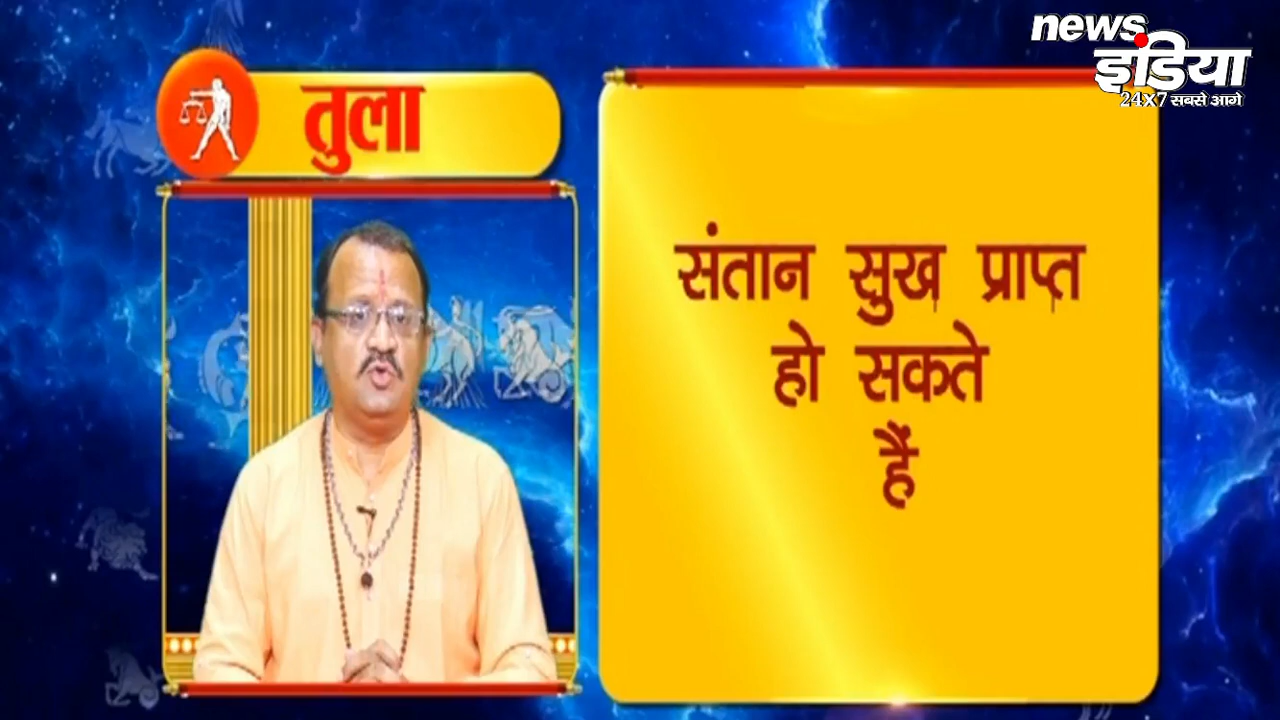 news
इंडिया
24x7 सबसे आगे
तुला
संतान सुख प्राप्त
हो सकते
हैं